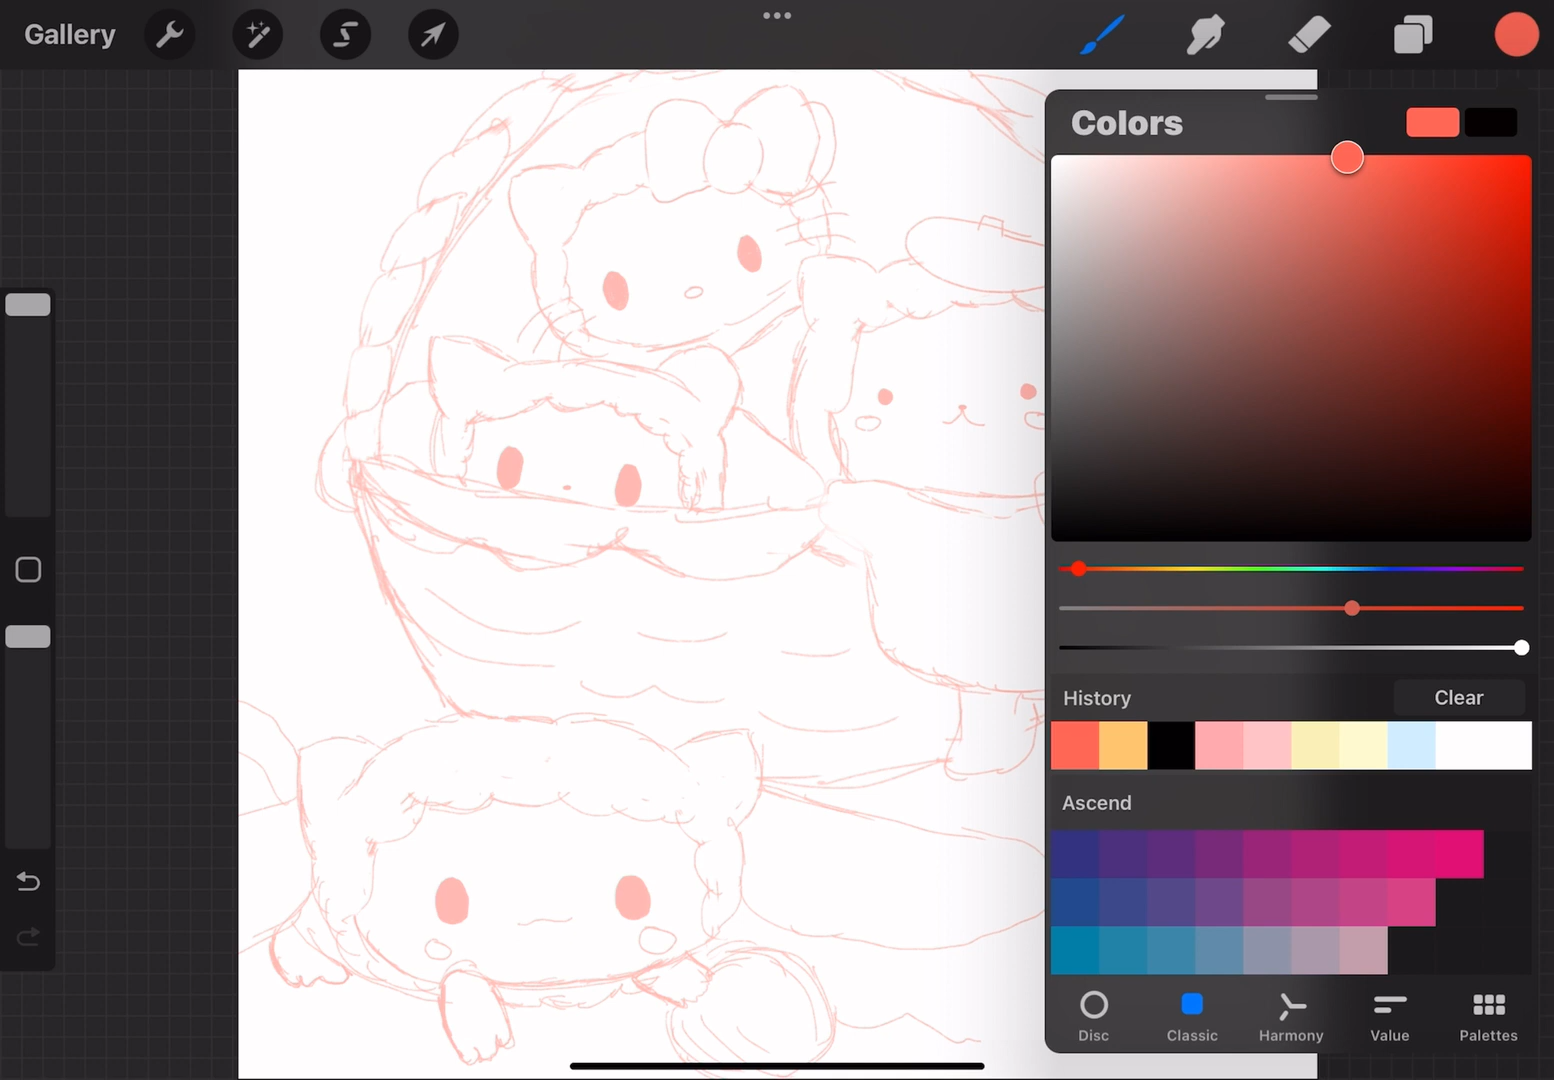 Gallery
Colors
History
Clear
Ascend
Disc
Classic
Harmony
Value
Palettes